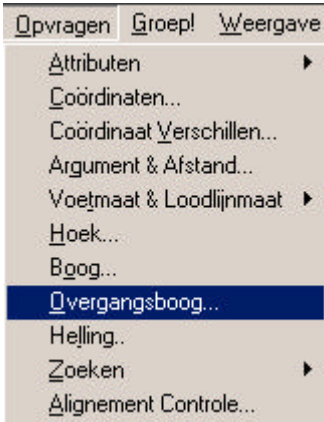 Opvragen Groep! Weergave
Attributen
Coördinaten...
Coördinaat Verschillen...
Argument & Afstand...
Voetmaat & Loodlijnmaat
Hoek...
Boog...
Overgangsboog...
Helling..
Zoeken
Alignement Controle...